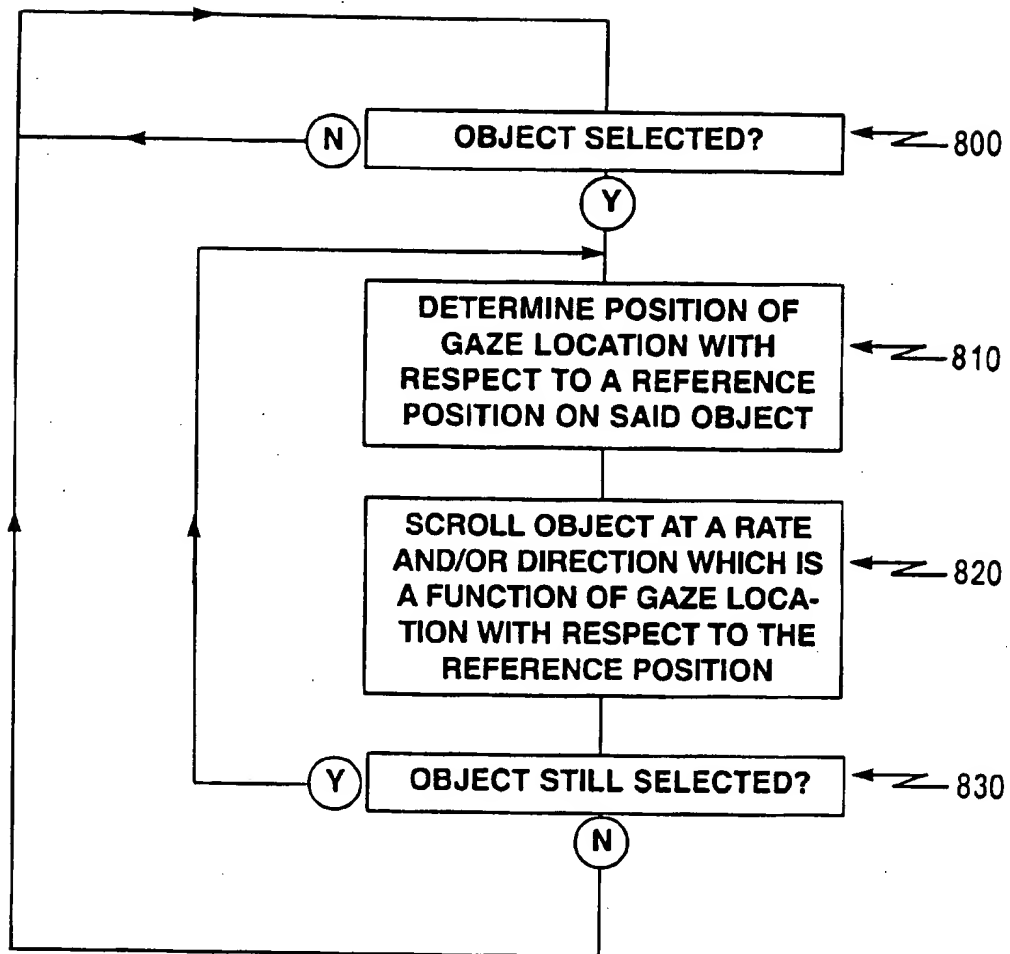 OBJECT SELECTED?
800
N
Y
DETERMINE POSITION OF
GAZE LOCATION WITH
RESPECT TO A REFERENCE
POSITION ON SAID OBJECT
810
SCROLL OBJECT AT A RATE
AND/OR DIRECTION WHICH IS
A FUNCTION OF GAZE LOCA-
TION WITH RESPECT TO THE
REFERENCE POSITION
820
Y
OBJECT STILL SELECTED?
830
N